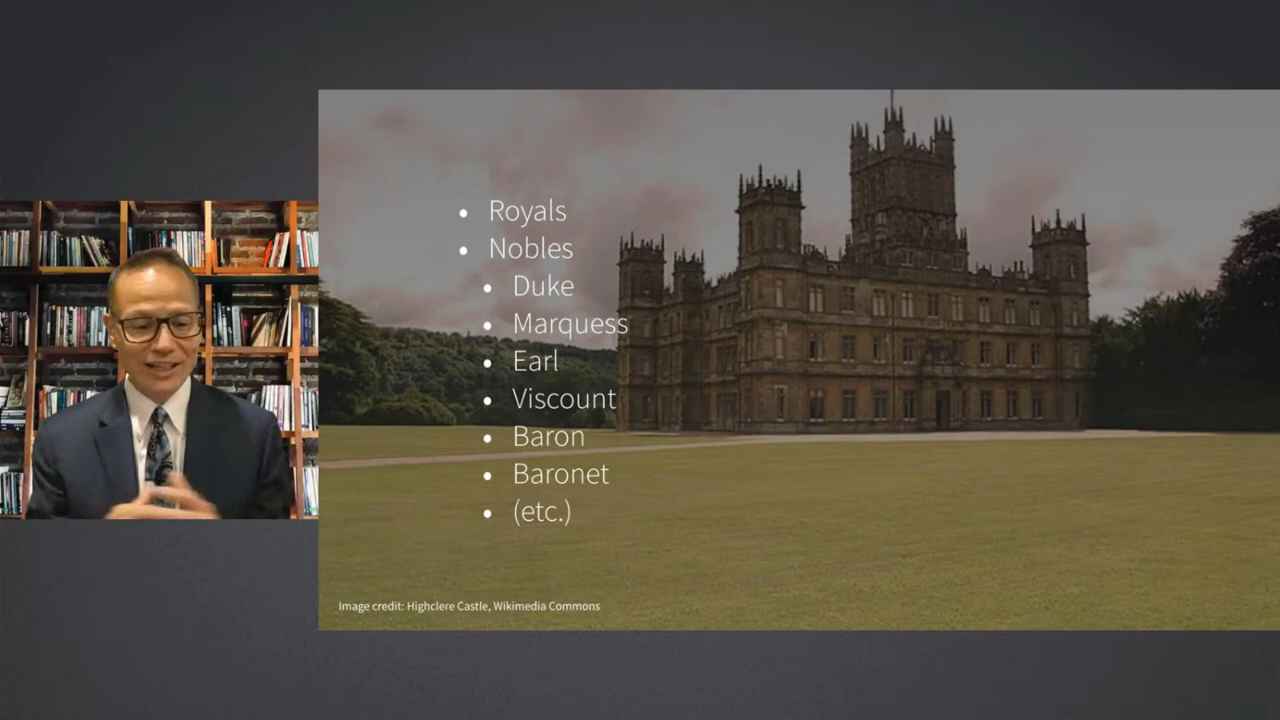 Royals
Nobles
Duke
Marquess
Earl
Viscount
Baron
Baronet
(etc.)
Image credit: Highclere Castle, Wikimedia Commons